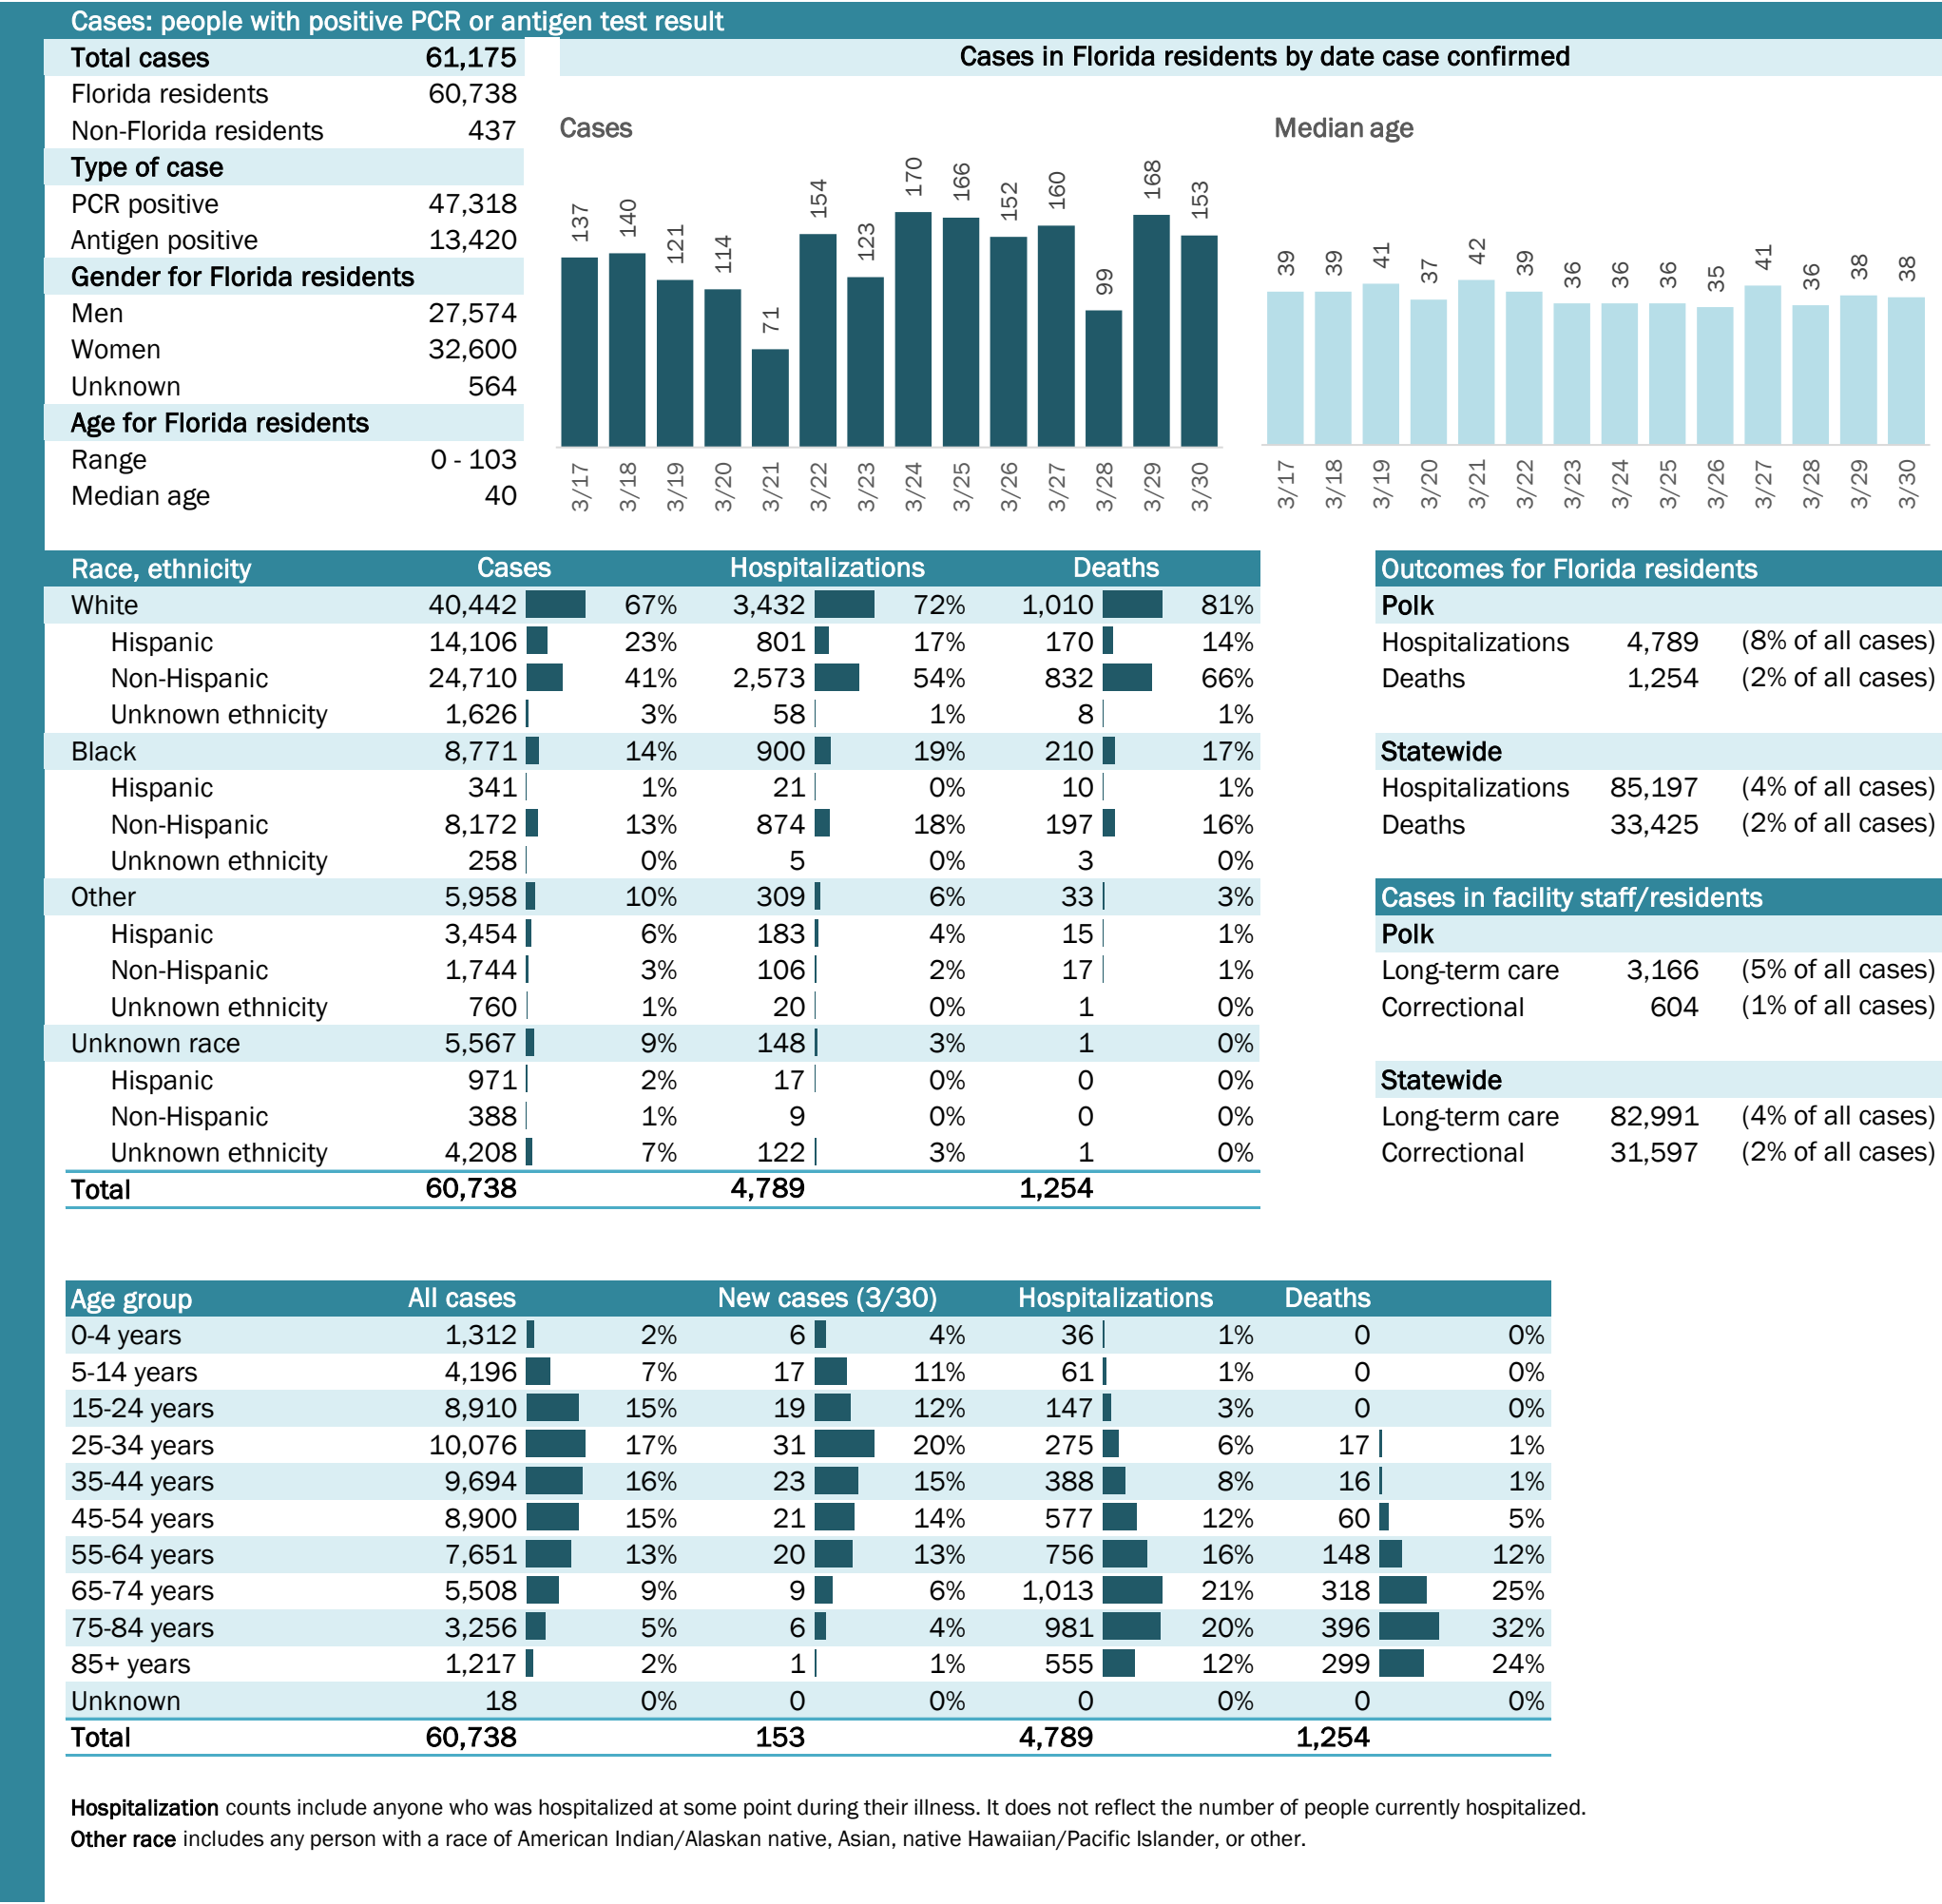 Cases: people with positive PCR or antigen test result
Total cases 61,175
Florida residents 60,738
Non-Florida residents 437
Type of case
PCR positive 47,318
Antigen positive 13,420
Gender for Florida residents
Men 27,574
Women 32,600
Unknown 564
Age for Florida residents
Range 0 - 103
Median age 40
Cases in Florida residents by date case confirmed
Cases
137 140 121 114 71 154 123 170 166 152 160 99 168 153
3/17 3/18 3/19 3/20 3/21 3/22 3/23 3/24 3/25 3/26 3/27 3/28 3/29 3/30
Median age
39 39 41 37 42 39 36 36 36 35 41 36 38 38
3/17 3/18 3/19 3/20 3/21 3/22 3/23 3/24 3/25 3/26 3/27 3/28 3/29 3/30
Race, ethnicity Cases Hospitalizations Deaths
White 40,442 67% 3,432 72% 1,010 81%
Hispanic 14,106 23% 801 17% 170 14%
Non-Hispanic 24,710 41% 2,573 54% 832 66%
Unknown ethnicity 1,626 3% 58 1% 8 1%
Black 8,771 14% 900 19% 210 17%
Hispanic 341 1% 21 0% 10 1%
Non-Hispanic 8,172 13% 874 18% 197 16%
Unknown ethnicity 258 0% 5 0% 3 0%
Other 5,958 10% 309 6% 33 3%
Hispanic 3,454 6% 183 4% 15 1%
Non-Hispanic 1,744 3% 106 2% 17 1%
Unknown ethnicity 760 1% 20 0% 1 0%
Unknown race 5,567 9% 148 3% 1 0%
Hispanic 971 2% 17 0% 0 0%
Non-Hispanic 388 1% 9 0% 0 0%
Unknown ethnicity 4,208 7% 122 3% 1 0%
Total 60,738 4,789 1,254
Outcomes for Florida residents
Polk
Hospitalizations 4,789 (8% of all cases)
Deaths 1,254 (2% of all cases)
Statewide
Hospitalizations 85,197 (4% of all cases)
Deaths 33,425 (2% of all cases)
Cases in facility staff/residents
Polk
Long-term care 3,166 (5% of all cases)
Correctional 604 (1% of all cases)
Statewide
Long-term care 82,991 (4% of all cases)
Correctional 31,597 (2% of all cases)
Age group All cases New cases (3/30) Hospitalizations Deaths
0-4 years 1,312 2% 6 4% 36 1% 0 0%
5-14 years 4,196 7% 17 11% 61 1% 0 0%
15-24 years 8,910 15% 19 12% 147 3% 0 0%
25-34 years 10,076 17% 31 20% 275 6% 17 1%
35-44 years 9,694 16% 23 15% 388 8% 16 1%
45-54 years 8,900 15% 21 14% 577 12% 60 5%
55-64 years 7,651 13% 20 13% 756 16% 148 12%
65-74 years 5,508 9% 9 6% 1,013 21% 318 25%
75-84 years 3,256 5% 6 4% 981 20% 396 32%
85+ years 1,217 2% 1 1% 555 12% 299 24%
Unknown 18 0% 0 0% 0 0% 0 0%
Total 60,738 153 4,789 1,254
Hospitalization counts include anyone who was hospitalized at some point during their illness. It does not reflect the number of people currently hospitalized.
Other race includes any person with a race of American Indian/Alaskan native, Asian, native Hawaiian/Pacific Islander, or other.